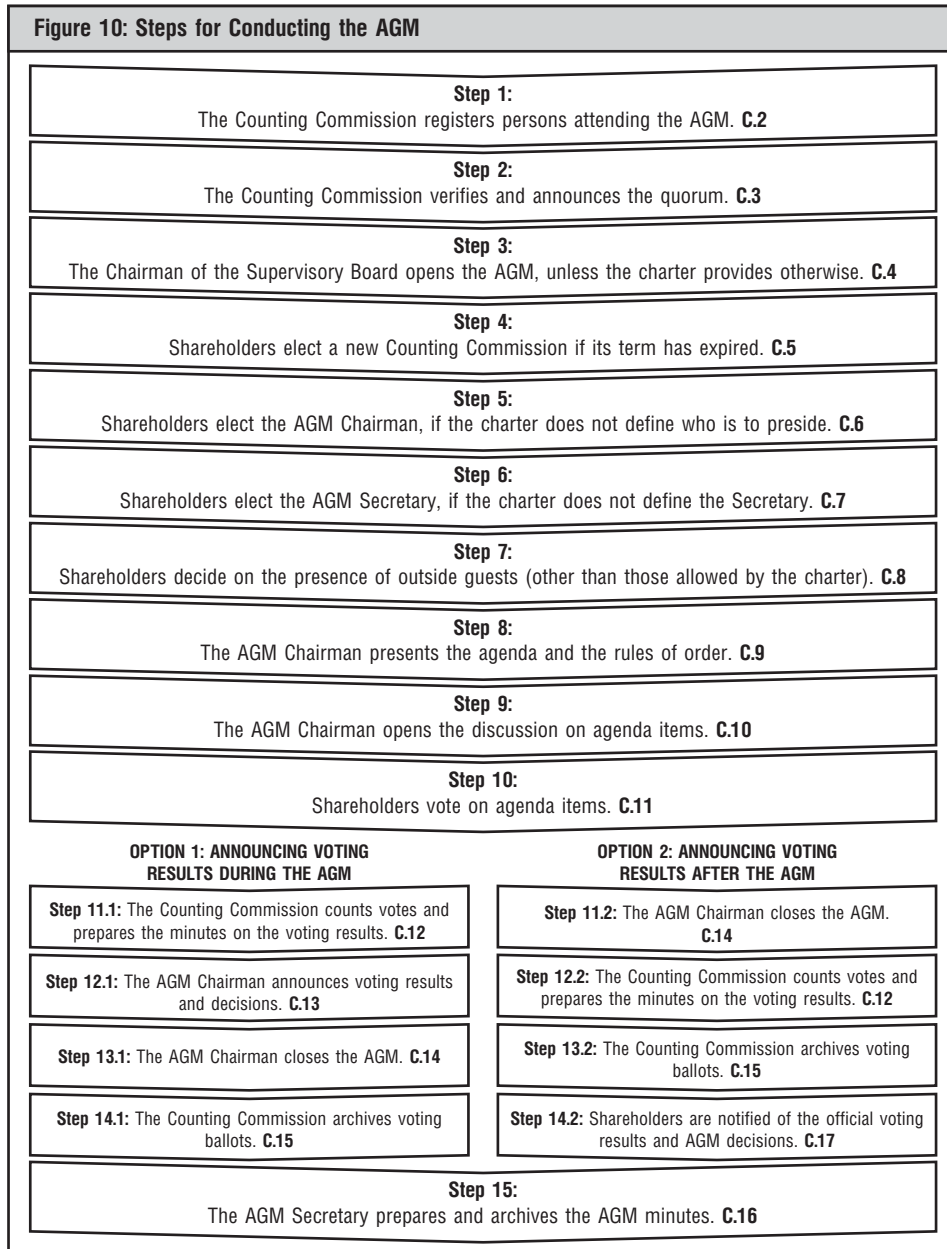 Figure 10: Steps for Conducting the AGM
Step 1:
The Counting Commission registers persons attending the AGM. C.2
Step 2:
The Counting Commission verifies and announces the quorum. C.3
Step 3:
The Chairman of the Supervisory Board opens the AGM, unless the charter provides otherwise. C.4
Step 4:
Shareholders elect a new Counting Commission if its term has expired. C.5
Step 5:
Shareholders elect the AGM Chairman, if the charter does not define who is to preside. C.6
Step 6:
Shareholders elect the AGM Secretary, if the charter does not define the Secretary. C.7
Step 7:
Shareholders decide on the presence of outside guests (other than those allowed by the charter). C.8
Step 8:
The AGM Chairman presents the agenda and the rules of order. C.9
Step 9:
The AGM Chairman opens the discussion on agenda items. C.10
Step 10:
Shareholders vote on agenda items. C.11
OPTION 1: ANNOUNCING VOTING
RESULTS DURING THE AGM
Step 11.1: The Counting Commission counts votes and
prepares the minutes on the voting results. C.12
Step 12.1: The AGM Chairman announces voting results
and decisions. C.13
Step 13.1: The AGM Chairman closes the AGM. C.14
Step 14.1: The Counting Commission archives voting
ballots. C.15
OPTION 2: ANNOUNCING VOTING
RESULTS AFTER THE AGM
Step 11.2: The AGM Chairman closes the AGM.
C.14
Step 12.2: The Counting Commission counts votes and
prepares the minutes on the voting results. C.12
Step 13.2: The Counting Commission archives voting
ballots. C.15
Step 14.2: Shareholders are notified of the official voting
results and AGM decisions. C.17
Step 15:
The AGM Secretary prepares and archives the AGM minutes. C.16